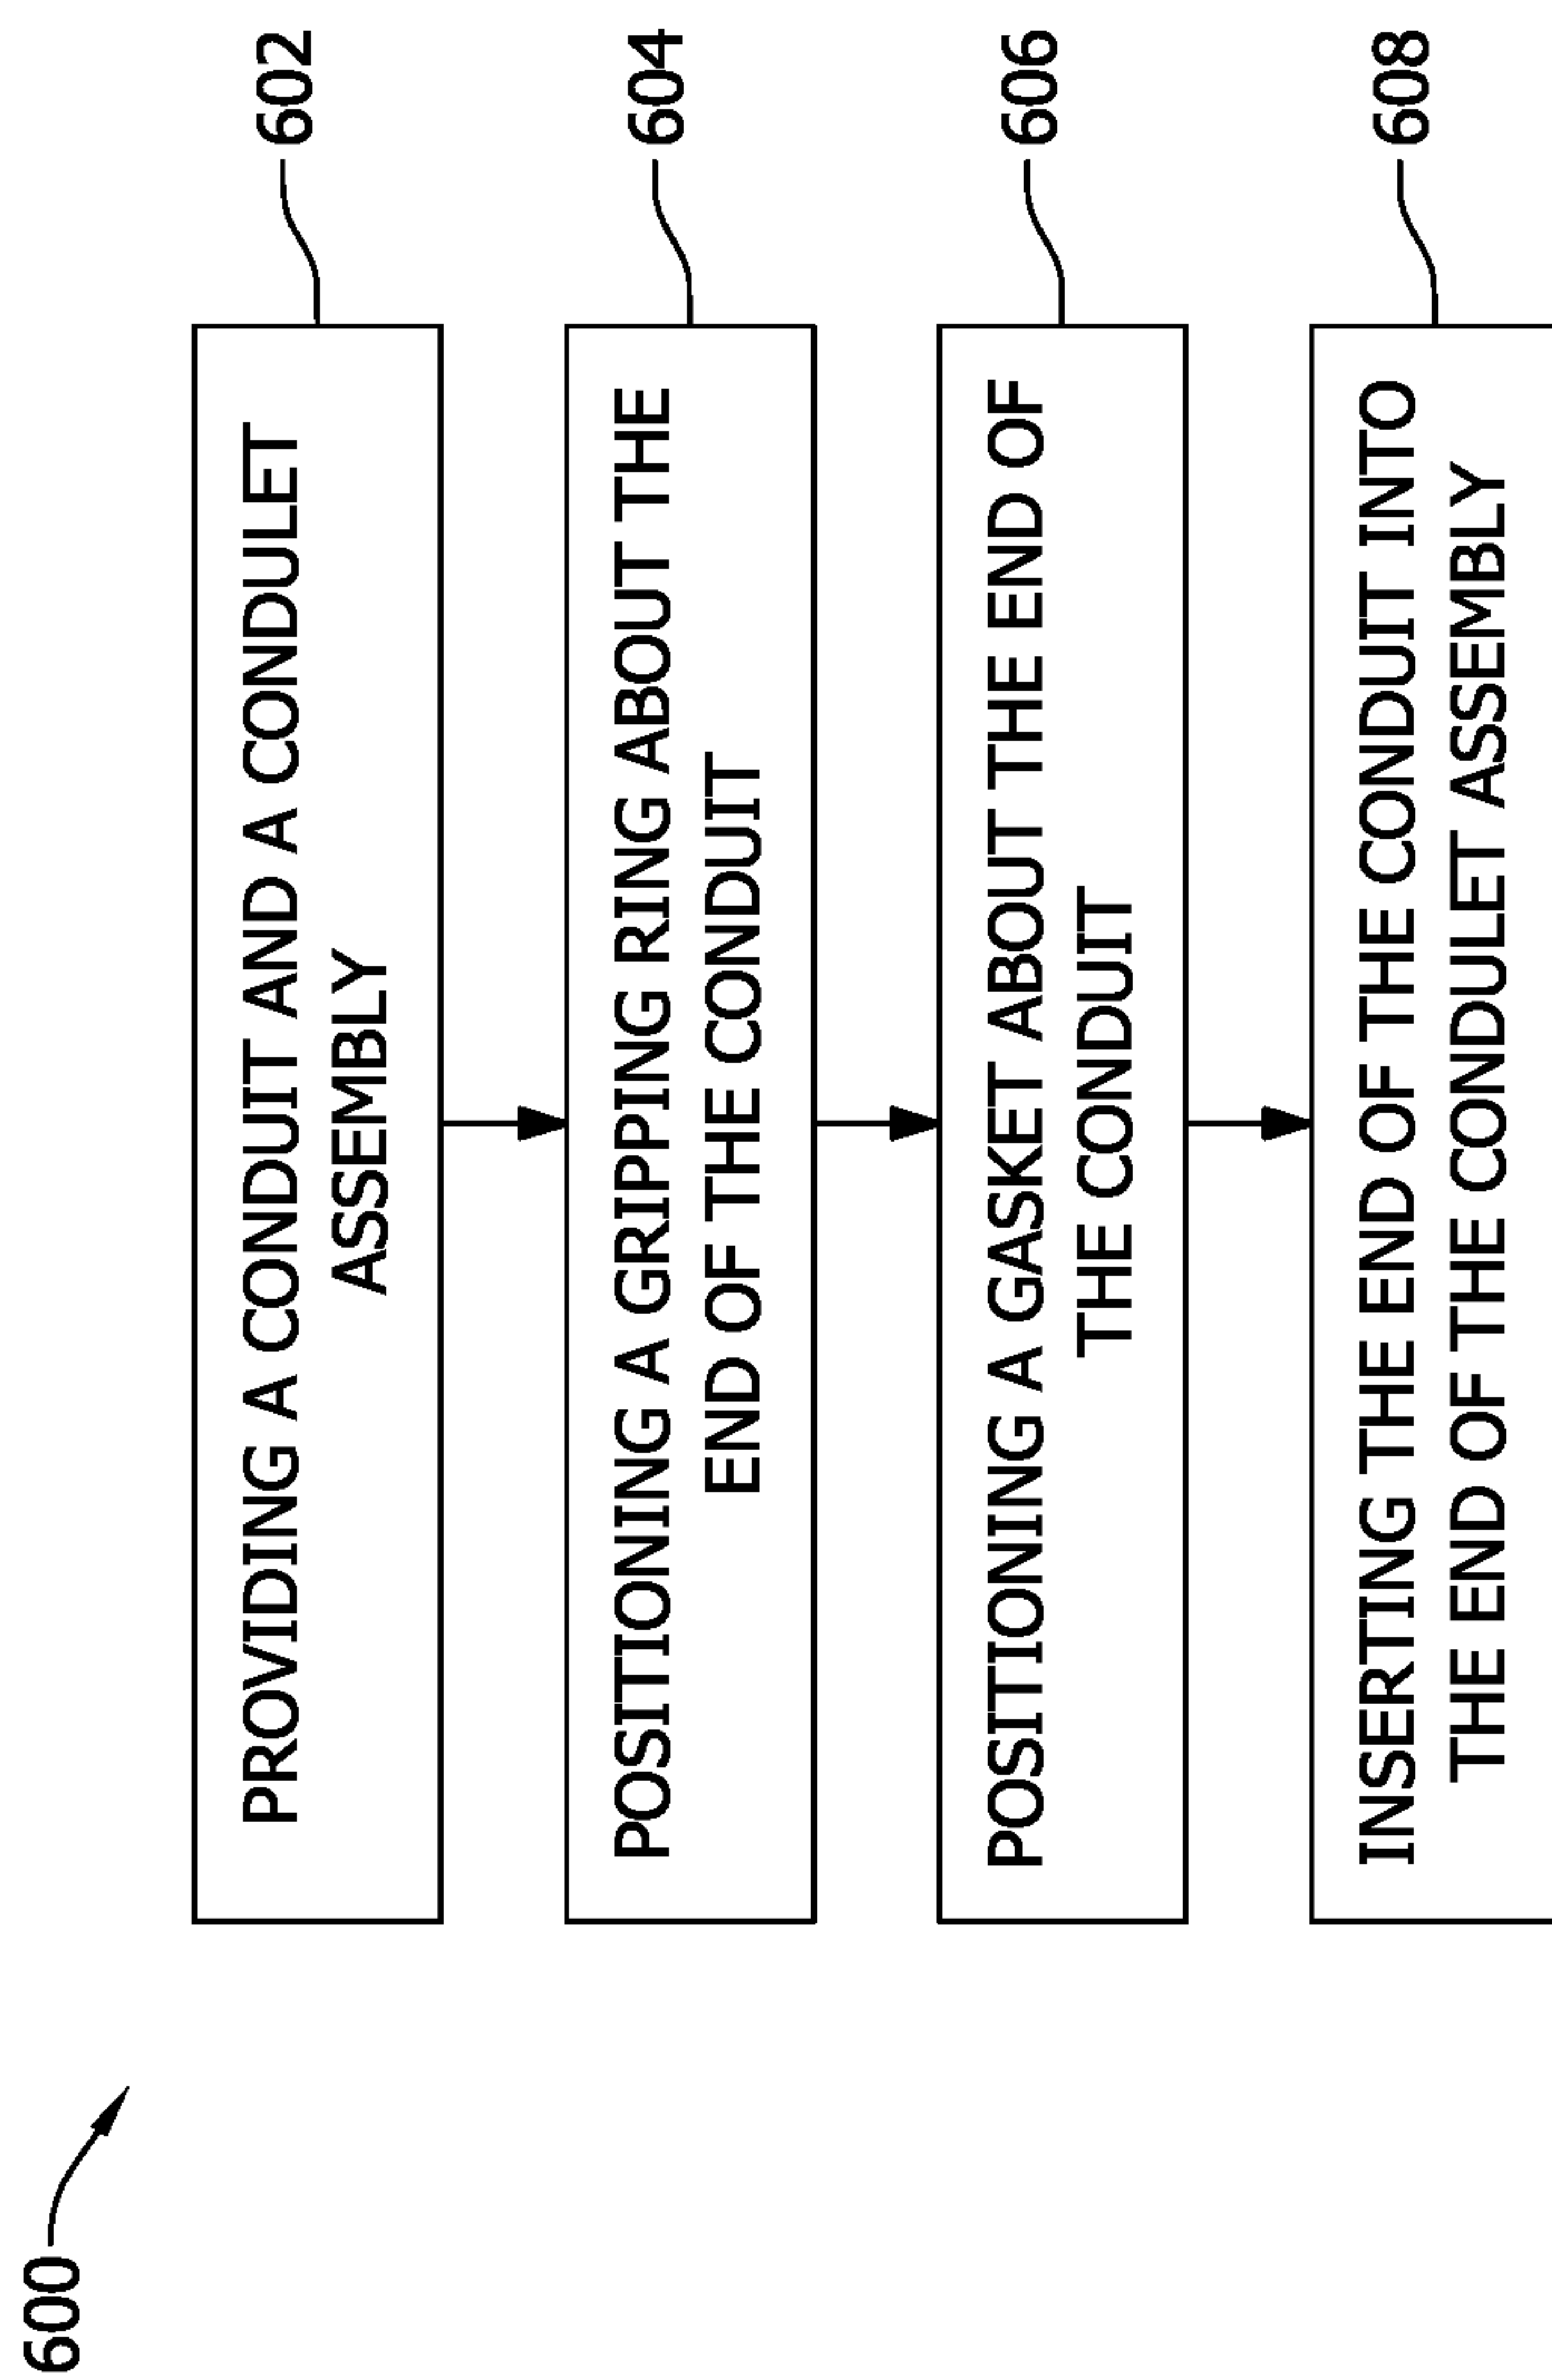 600
602
PROVIDING A CONDUIT AND A CONDULET
ASSEMBLY
604
POSITIONING A GRIPPING RING ABOUT THE
END OF THE CONDUIT
606
POSITIONING A GASKET ABOUT THE END OF
THE CONDUIT
608
INSERTING THE END OF THE CONDUIT INTO
THE END OF THE CONDULET ASSEMBLY